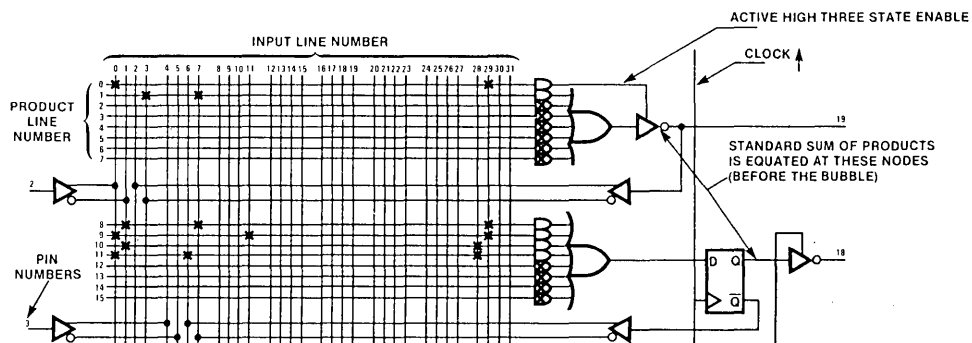 ACTIVE HIGH THREE STATE ENABLE
INPUT LINE NUMBER
CLOCK
0 1 2 3 4 5 6 7 8 9 10 11 12 13 14 15 16 17 18 19 20 21 22 23 24 25 26 27 28 29 30 31
PRODUCT
LINE
NUMBER
0
1
2
3
4
5
6
7
19
STANDARD SUM OF PRODUCTS
IS EQUATED AT THESE NODES
(BEFORE THE BUBBLE)
2
8
9
10
11
12
13
14
15
PIN
NUMBERS
D Q
Q̅
18
3